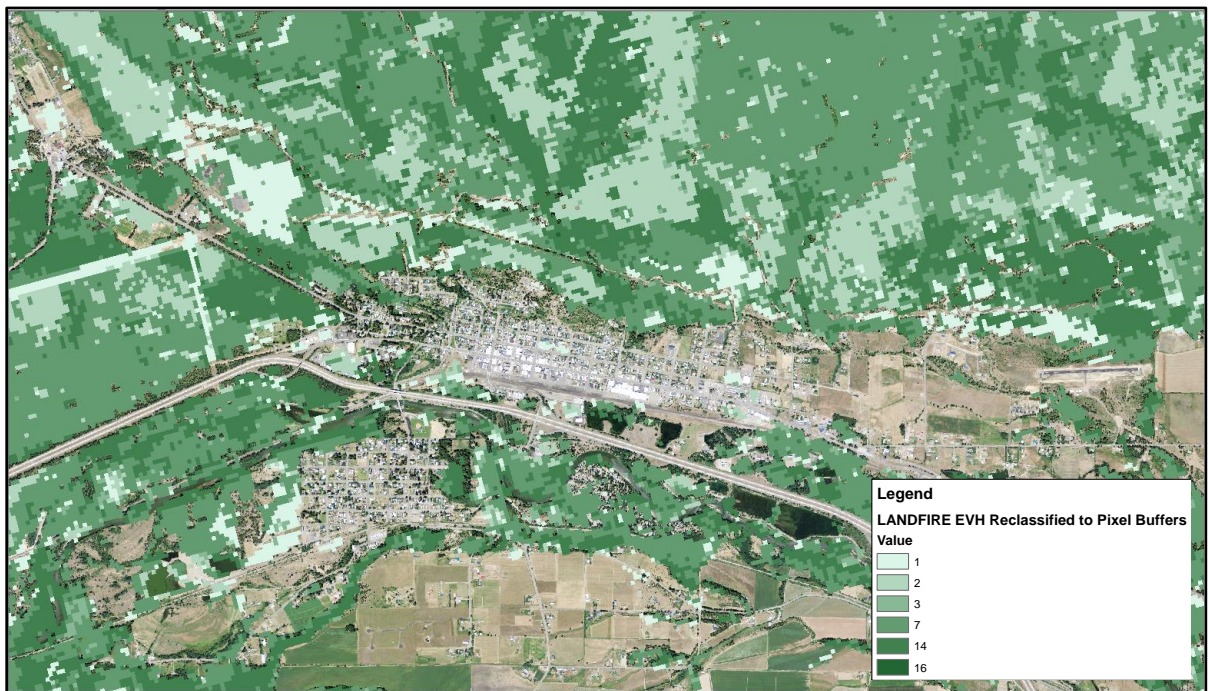 Legend
LANDFIRE EVH Reclassified to Pixel Buffers
Value
1
2
3
7
14
16